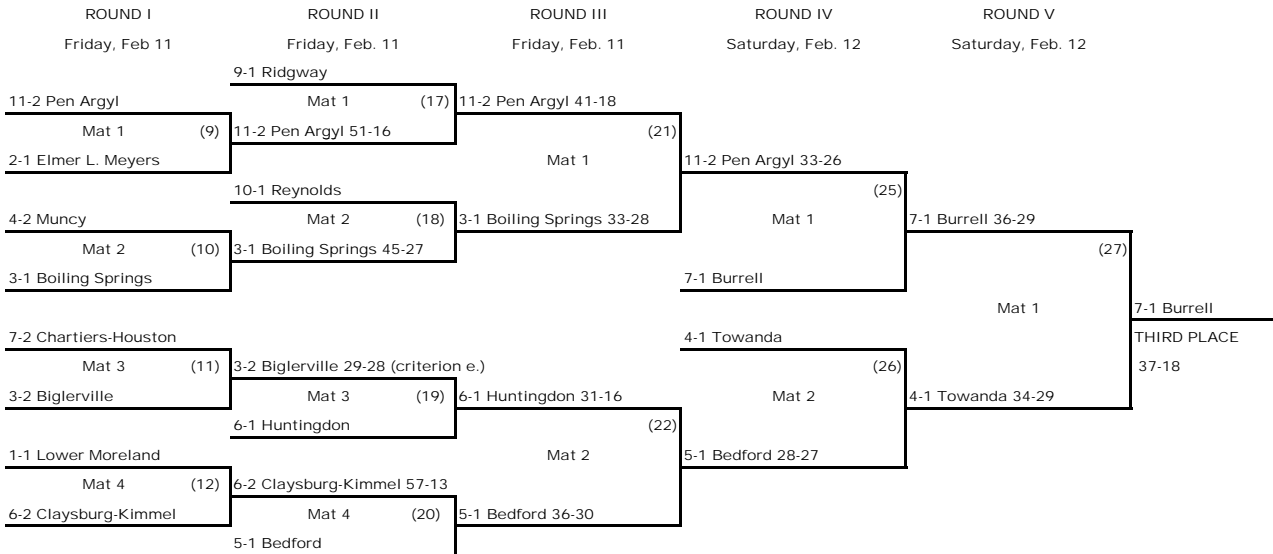 ROUND I ROUND II ROUND III ROUND IV ROUND V
Friday, Feb 11 Friday, Feb. 11 Friday, Feb. 11 Saturday, Feb. 12 Saturday, Feb. 12
9-1 Ridgway
11-2 Pen Argyl Mat 1 (17) 11-2 Pen Argyl 41-18
Mat 1 (9) 11-2 Pen Argyl 51-16 (21)
2-1 Elmer L. Meyers Mat 1 11-2 Pen Argyl 33-26
10-1 Reynolds (25)
4-2 Muncy Mat 2 (18) 3-1 Boiling Springs 33-28 Mat 1 7-1 Burrell 36-29
Mat 2 (10) 3-1 Boiling Springs 45-27 (27)
3-1 Boiling Springs 7-1 Burrell
Mat 1 7-1 Burrell
7-2 Chartiers-Houston 4-1 Towanda THIRD PLACE
Mat 3 (11) 3-2 Biglerville 29-28 (criterion e.) (26) 37-18
3-2 Biglerville Mat 3 (19) 6-1 Huntingdon 31-16 Mat 2 4-1 Towanda 34-29
6-1 Huntingdon (22)
1-1 Lower Moreland Mat 2 5-1 Bedford 28-27
Mat 4 (12) 6-2 Claysburg-Kimmel 57-13
6-2 Claysburg-Kimmel Mat 4 (20) 5-1 Bedford 36-30
5-1 Bedford